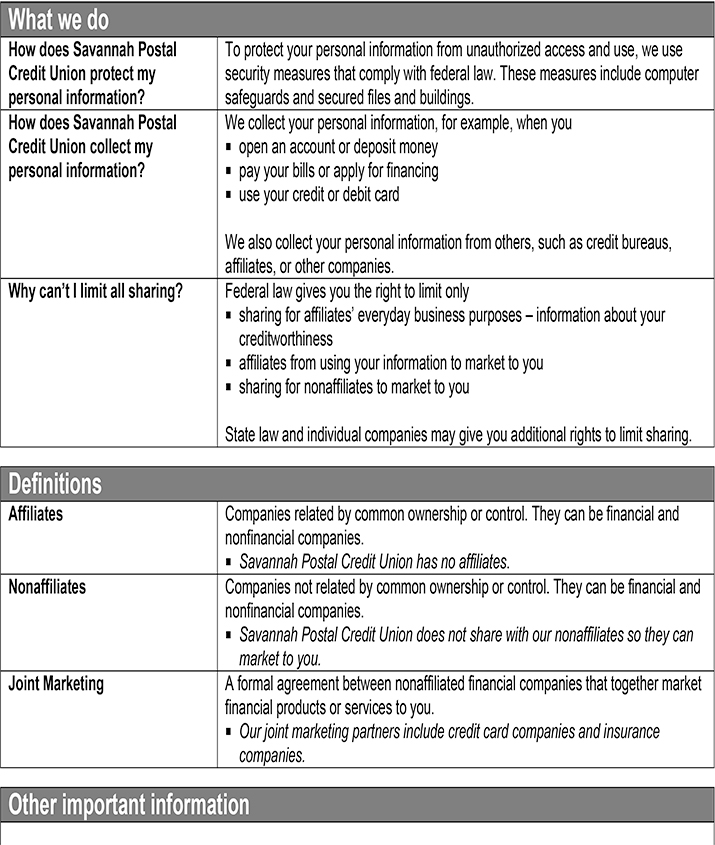 What we do
How does Savannah Postal
Credit Union protect my
personal information?
To protect your personal information from unauthorized access and use, we use
security measures that comply with federal law. These measures include computer
safeguards and secured files and buildings.
How does Savannah Postal
Credit Union collect my
personal information?
We collect your personal information, for example, when you
▪ open an account or deposit money
▪ pay your bills or apply for financing
▪ use your credit or debit card
We also collect your personal information from others, such as credit bureaus,
affiliates, or other companies.
Why can’t I limit all sharing?
Federal law gives you the right to limit only
▪ sharing for affiliates’ everyday business purposes – information about your
creditworthiness
▪ affiliates from using your information to market to you
▪ sharing for nonaffiliates to market to you
State law and individual companies may give you additional rights to limit sharing.
Definitions
Affiliates
Companies related by common ownership or control. They can be financial and
nonfinancial companies.
▪ Savannah Postal Credit Union has no affiliates.
Nonaffiliates
Companies not related by common ownership or control. They can be financial and
nonfinancial companies.
▪ Savannah Postal Credit Union does not share with our nonaffiliates so they can
market to you.
Joint Marketing
A formal agreement between nonaffiliated financial companies that together market
financial products or services to you.
▪ Our joint marketing partners include credit card companies and insurance
companies.
Other important information